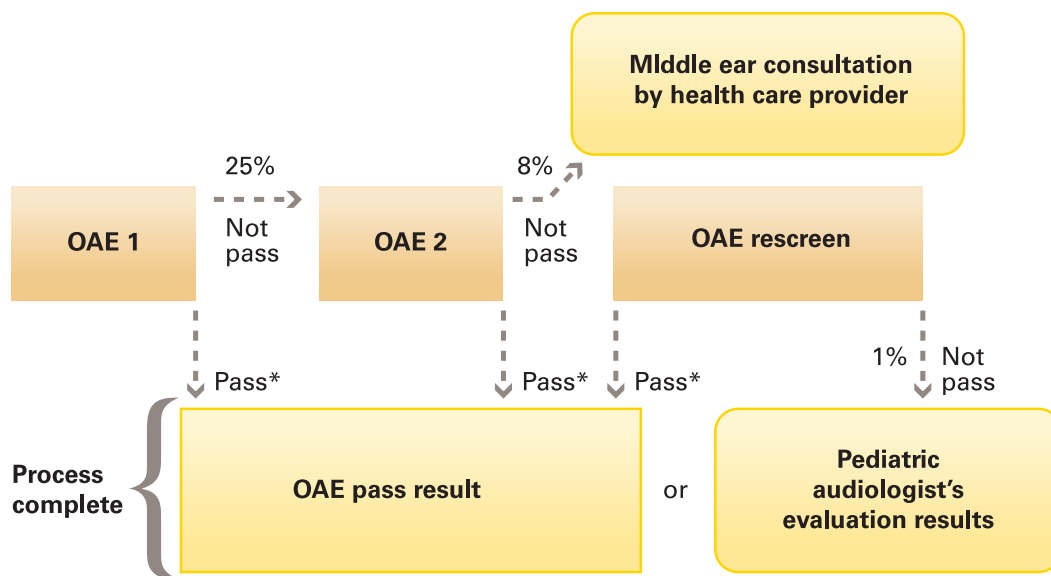 MIddle ear consultation
by health care provider
25%
8%
OAE 1
Not
pass
OAE 2
Not
pass
OAE rescreen
Pass*
Pass*
Pass*
1%
Not
pass
Process
complete
OAE pass result
or
Pediatric
audiologist's
evaluation results